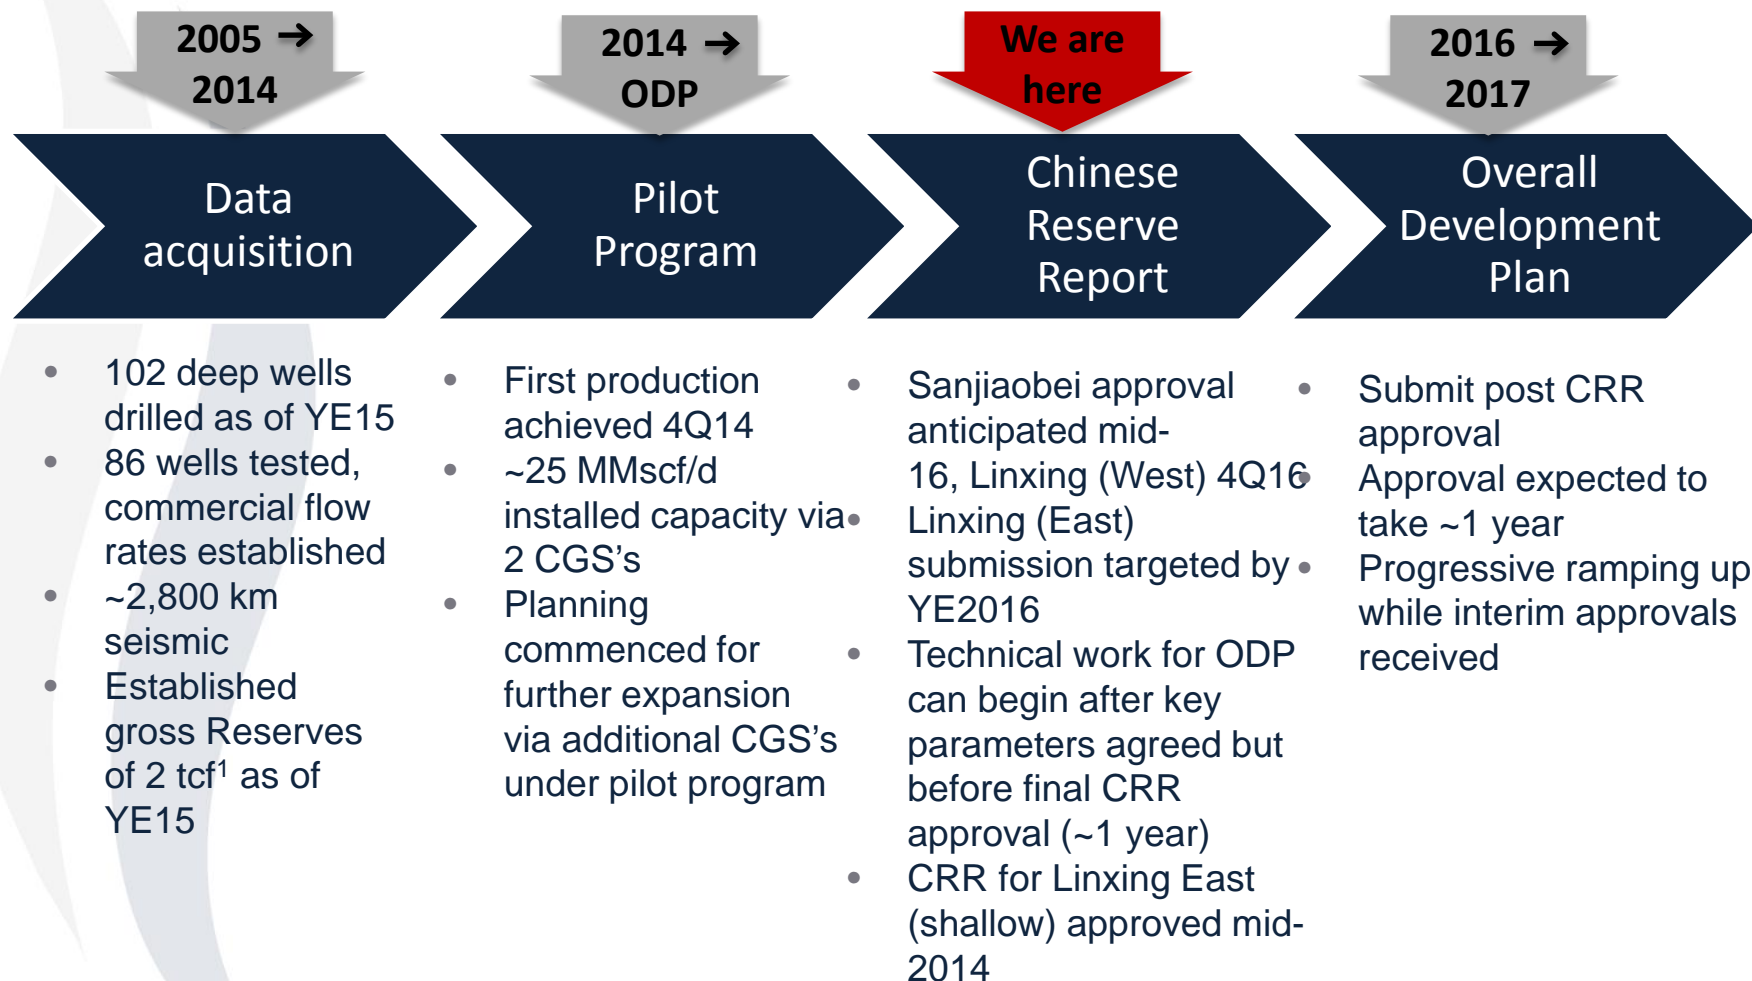 2005 →
2014
2014 →
ODP
We are
here
2016 →
2017
Data
acquisition
Pilot
Program
Chinese
Reserve
Report
Overall
Development
Plan
• 102 deep wells
drilled as of YE15
• 86 wells tested,
commercial flow
rates established
• ~2,800 km
seismic
• Established
gross Reserves
of 2 tcf¹ as of
YE15
• First production
achieved 4Q14
• ~25 MMscf/d
installed capacity via
2 CGS’s
• Planning
commenced for
further expansion
via additional CGS’s
under pilot program
• Sanjiaobei approval
anticipated mid-
16, Linxing (West) 4Q16
• Linxing (East)
submission targeted by
YE2016
• Technical work for ODP
can begin after key
parameters agreed but
before final CRR
approval (~1 year)
• CRR for Linxing East
(shallow) approved mid-
2014
• Submit post CRR
approval
• Approval expected to
take ~1 year
• Progressive ramping up
while interim approvals
received